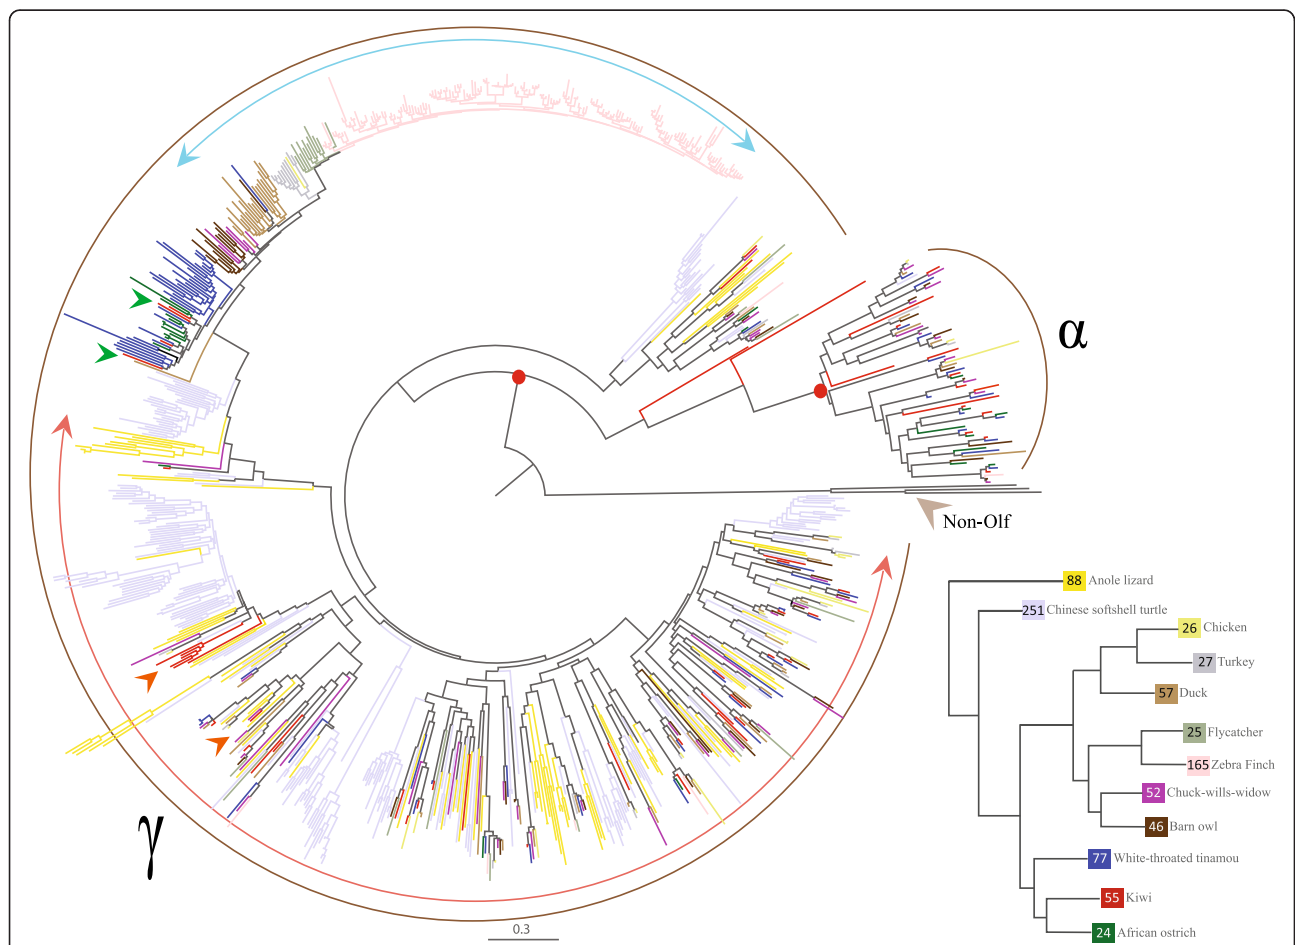 α
Non-Olf
88 Anole lizard
251 Chinese softshell turtle
26 Chicken
27 Turkey
57 Duck
25 Flycatcher
165 Zebra Finch
52 Chuck-wills-widow
46 Barn owl
77 White-throated tinamou
55 Kiwi
24 African ostrich
γ
0.3